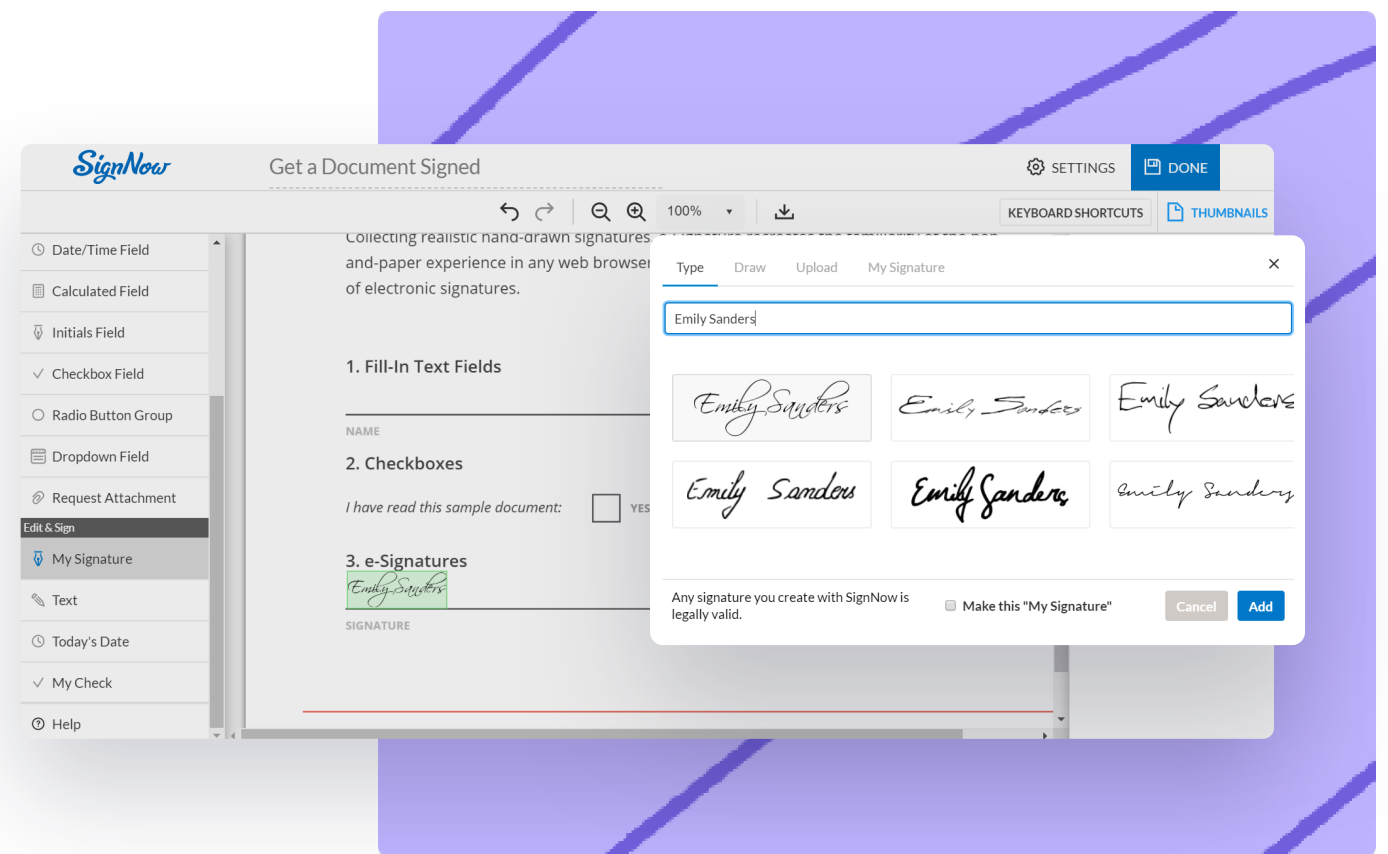 SignNow
Get a Document Signed
SETTINGS
DONE
100%
KEYBOARD SHORTCUTS
THUMBNAILS
Date/Time Field
Calculated Field
Initials Field
Checkbox Field
Radio Button Group
Dropdown Field
Request Attachment
Edit & Sign
My Signature
Text
Today's Date
My Check
Help
Collecting realistic hand-drawn signatures,
and-paper experience in any web browser
of electronic signatures.
1. Fill-In Text Fields
NAME
2. Checkboxes
I have read this sample document:
YES
3. e-Signatures
Emily Sanders
SIGNATURE
Type
Draw
Upload
My Signature
Emily Sanders
Emily Sanders
Emily Sanders
Emily Sanders
Emily Sanders
Emily Sanders
Emily Sanders
Any signature you create with SignNow is
legally valid.
Make this "My Signature"
Cancel
Add